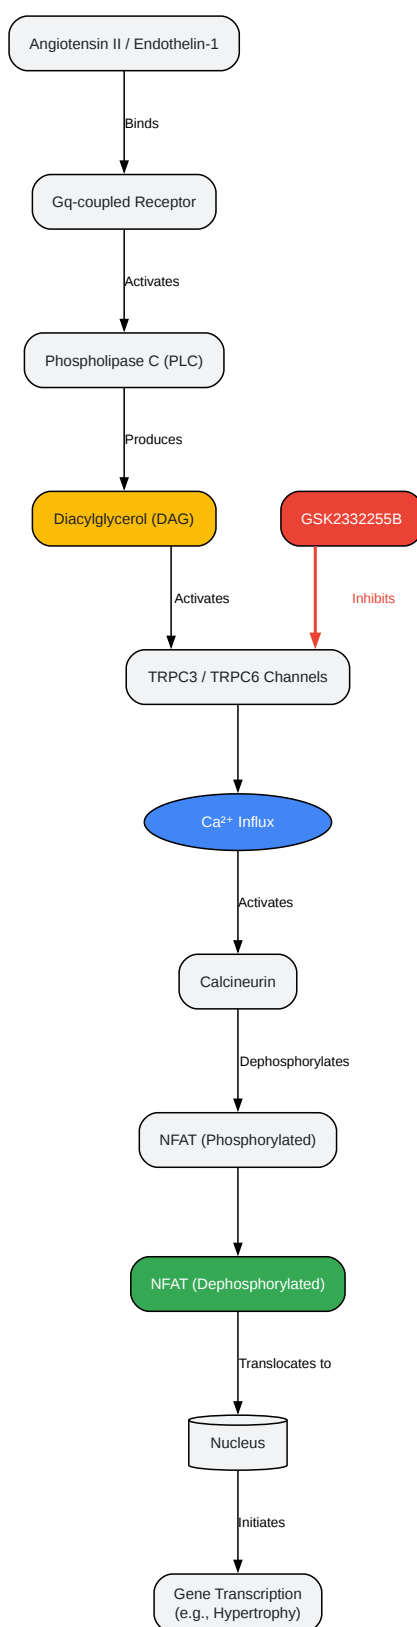 Angiotensin II / Endothelin-1
Binds
Gq-coupled Receptor
Activates
Phospholipase C (PLC)
Produces
Diacylglycerol (DAG)
GSK2332255B
Activates
Inhibits
TRPC3 / TRPC6 Channels
Ca²⁺ Influx
Activates
Calcineurin
Dephosphorylates
NFAT (Phosphorylated)
NFAT (Dephosphorylated)
Translocates to
Nucleus
Initiates
Gene Transcription
(e.g., Hypertrophy)